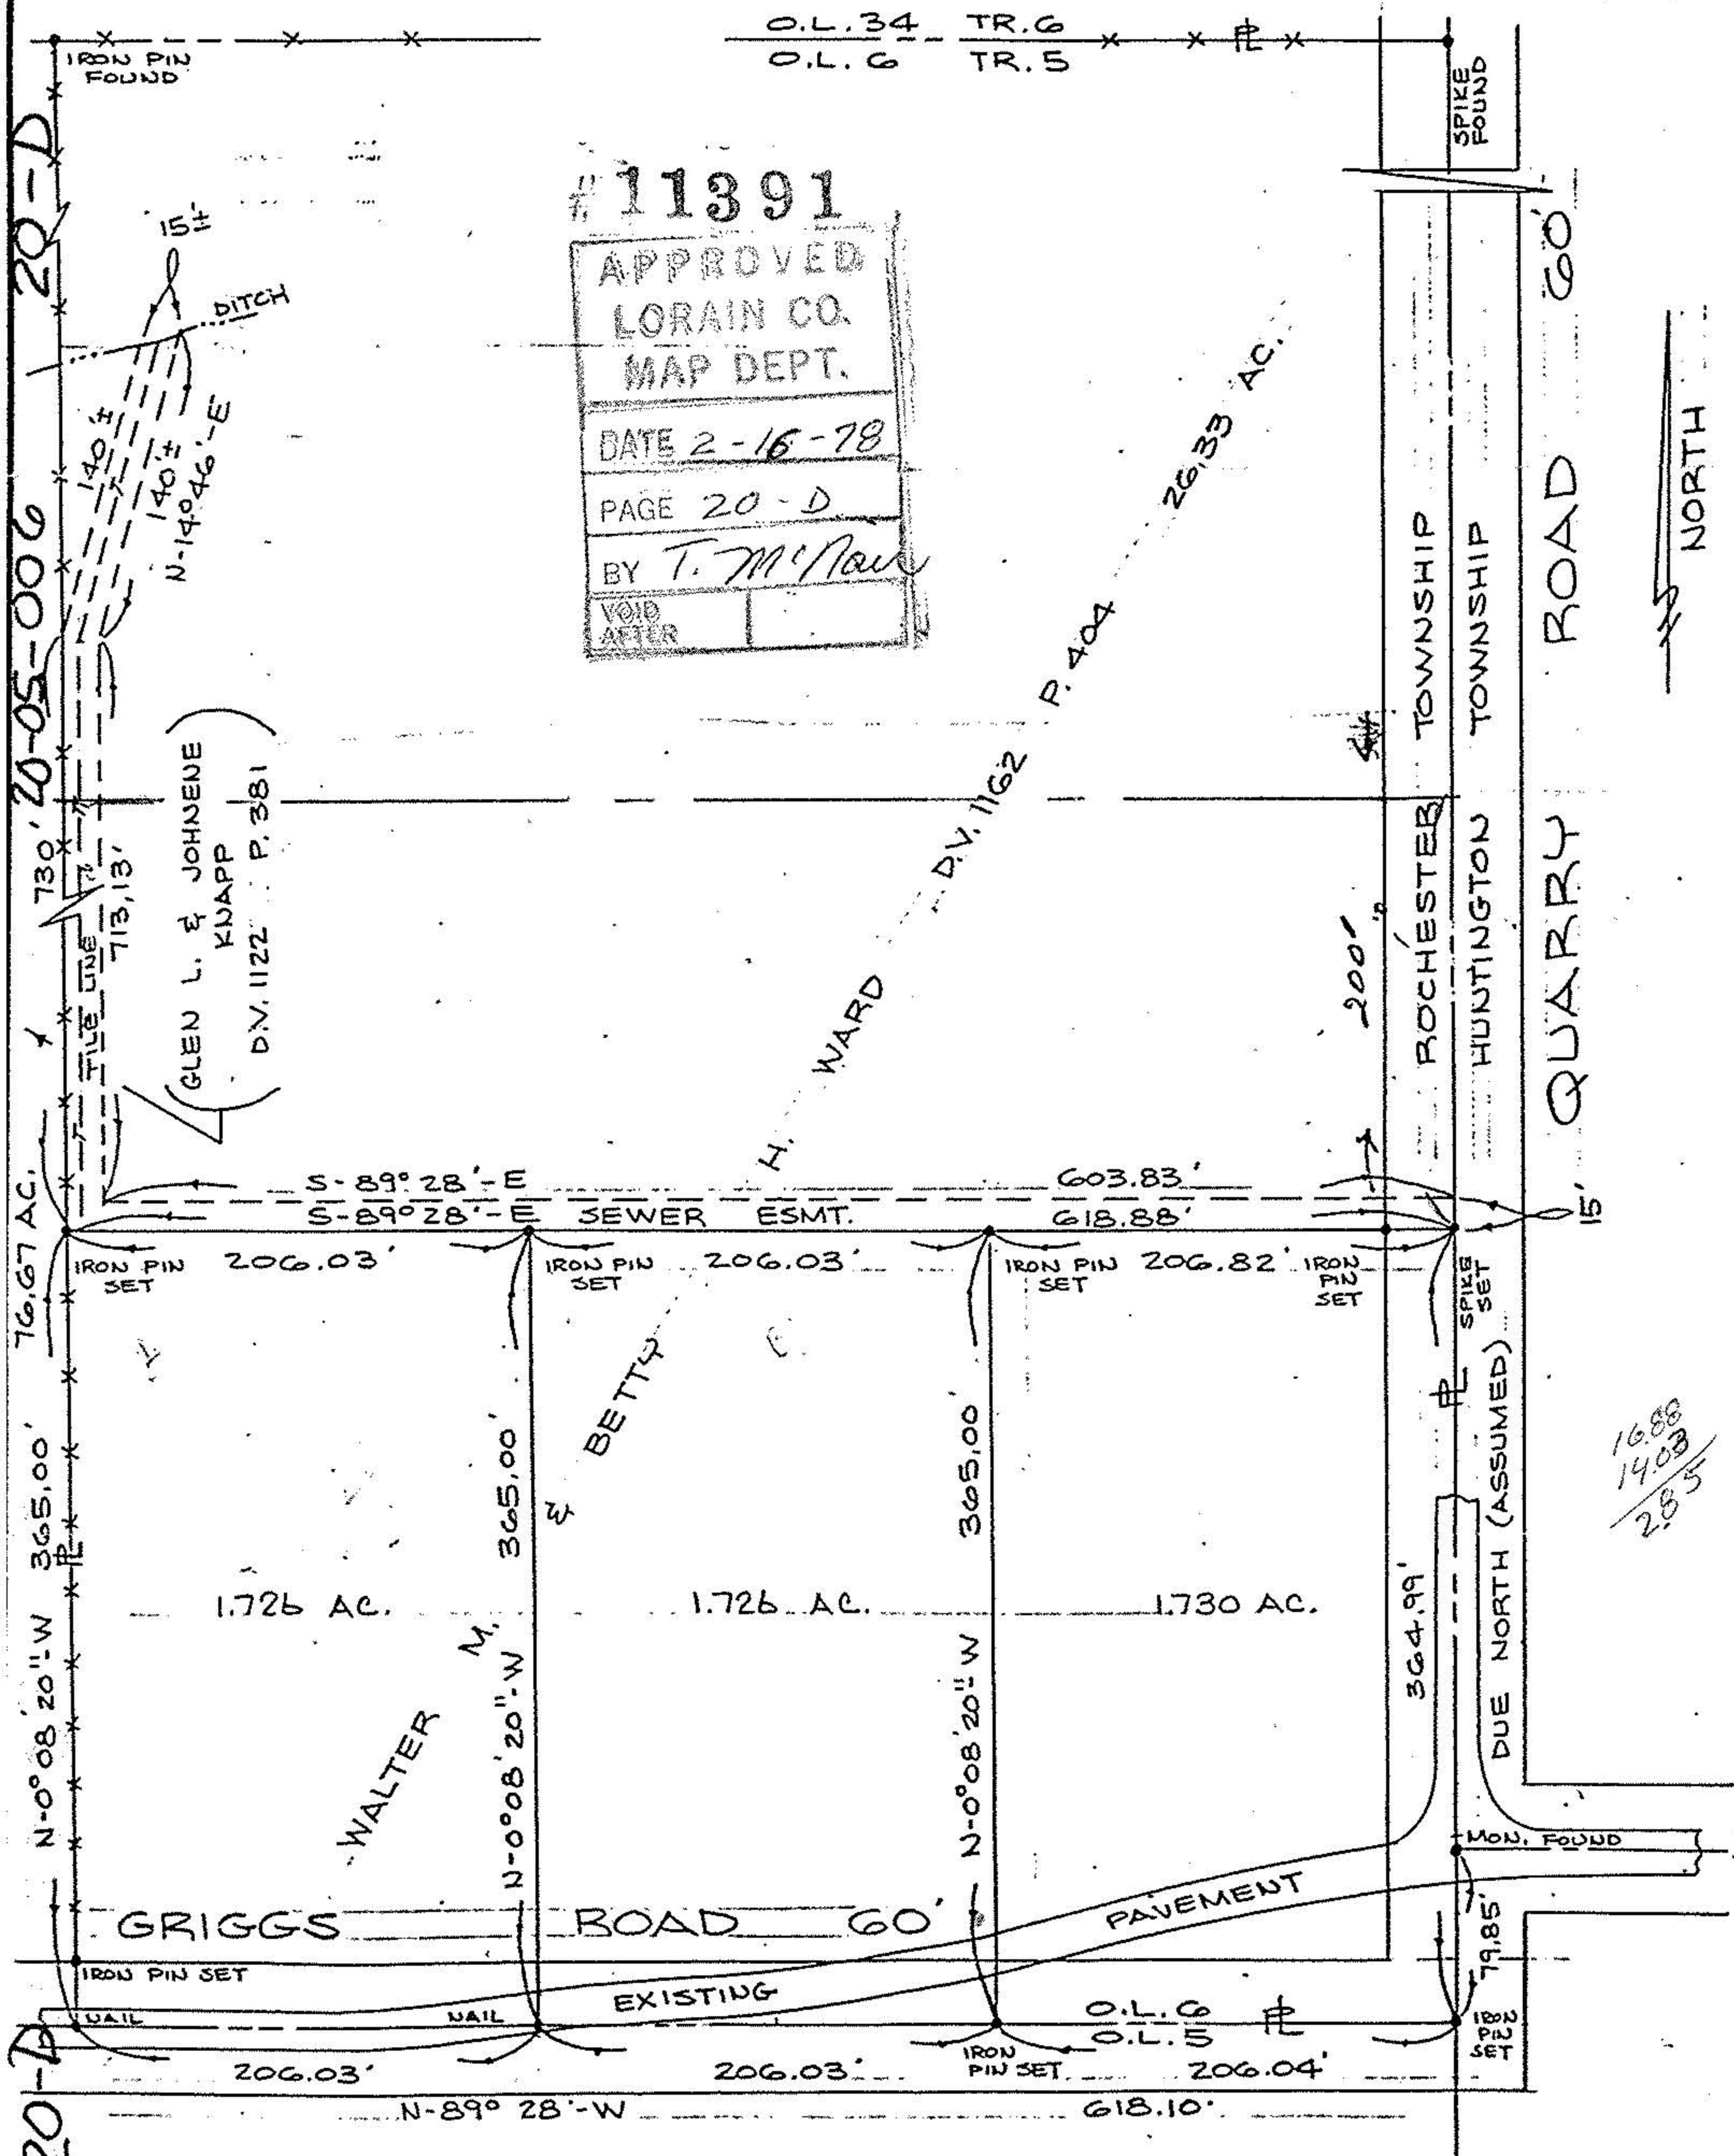 O.L. 34 TR. 6
O.L. 6 TR. 5
IRON PIN
FOUND
SPIKE
FOUND
20-D
20-05-006
# 11391
APPROVED
LORAIN CO.
MAP DEPT.
DATE 2-16-78
PAGE 20-D
BY T.
VOID
AFTER
15'±
DITCH
140'±
140'±
N-14°46'-E
730'
713.13'
TILE LINE
GLEN L. & JOHNENE
KNAPP
D.V. 1122 P. 381
76.67 AC.
WALTER M. & BETTY H. WARD D.V. 1162 P. 404 26.33 AC.
ROCHESTER TOWNSHIP
HUNTINGTON TOWNSHIP
QUARRY ROAD 60'
NORTH
200'
S-89°28'-E 603.83'
S-89°28'-E SEWER ESMT. 618.88'
15'
206.03' 206.03' 206.82'
IRON PIN
SET
IRON PIN
SET
IRON PIN
SET
IRON
PIN
SET
SPIKE
SET
N-0°08'20"-W 365.00'
N-0°08'20"-W 365.00'
N-0°08'20"-W 365.00'
364.99'
DUE NORTH (ASSUMED)
16.88
14.03
2.85
1.726 AC. 1.726 AC. 1.730 AC.
MON. FOUND
79.85'
GRIGGS ROAD 60'
EXISTING PAVEMENT
IRON PIN SET
NAIL
NAIL
O.L. 6
O.L. 5
IRON
PIN SET
IRON
PIN
SET
206.03' 206.03' 206.04'
N-89°28'-W 618.10'
20-D